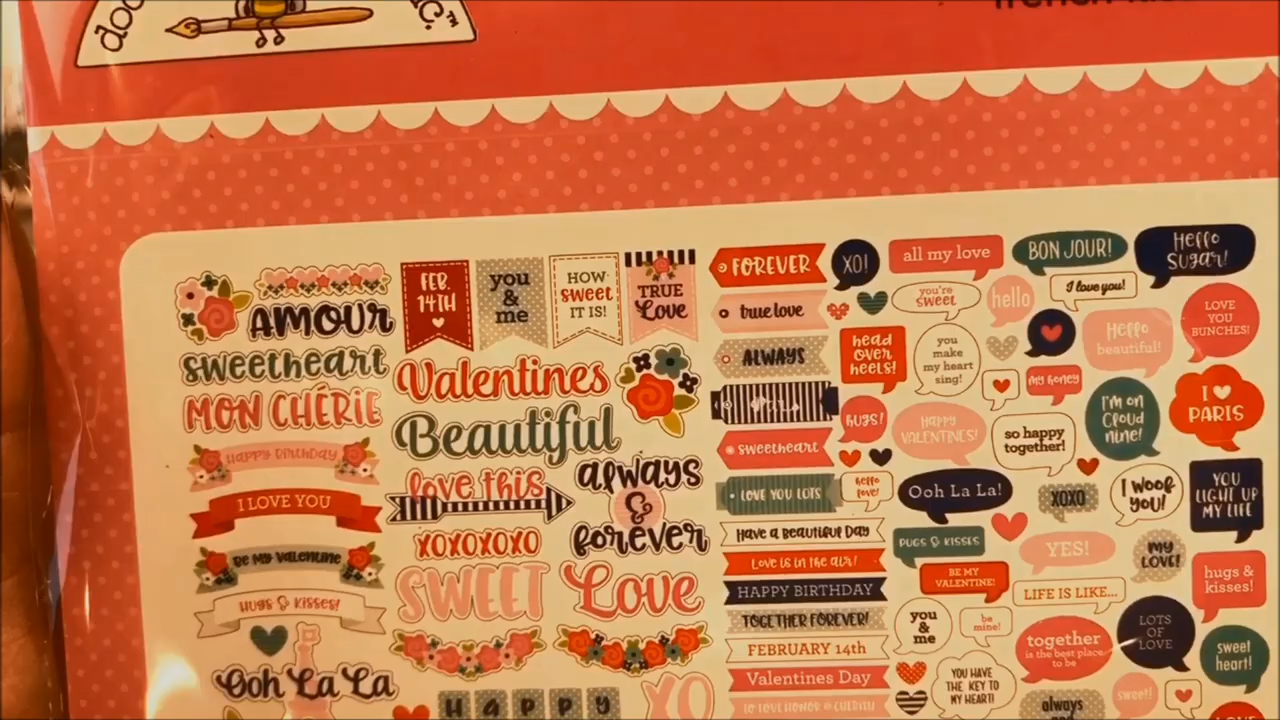 AMOUR
sweetheart
MON CHÉRIE
HAPPY BIRTHDAY
I LOVE YOU
BE MY VALENTINE
HUGS & KISSES!
Ooh La La
FEB.
14TH
you
&
me
HOW
sweet
IT IS!
TRUE
Love
Valentines
Beautiful
love this
always
&
forever
XOXOXOXO
SWEET
Love
HAPPY
XO
FOREVER
true love
ALWAYS
sweetheart
LOVE YOU LOTS
Have a Beautiful Day
LOVE IS IN THE AIR!
HAPPY BIRTHDAY
TOGETHER FOREVER!
FEBRUARY 14th
Valentines Day
TO LOVE HONOR & CHERISH
XO!
all my love
BON JOUR!
Hello
Sugar!
you're
sweet
hello
I love you!
LOVE
YOU
BUNCHES!
head
over
heels!
you
make
my heart
sing!
Hello
beautiful!
my honey
I ♥
PARIS
hugs!
HAPPY
VALENTINES!
so happy
together!
I'm on
Cloud
nine!
hello
love!
Ooh La La!
XOXO
I woof
you!
YOU
LIGHT UP
MY LIFE
PUGS & KISSES
YES!
MY
LOVE!
BE MY
VALENTINE!
LIFE IS LIKE...
hugs &
kisses!
you
&
me
be
mine!
together
is the best place
to be
LOTS
OF
LOVE
sweet
heart!
YOU HAVE
THE KEY TO
MY HEART!
sweet!
always